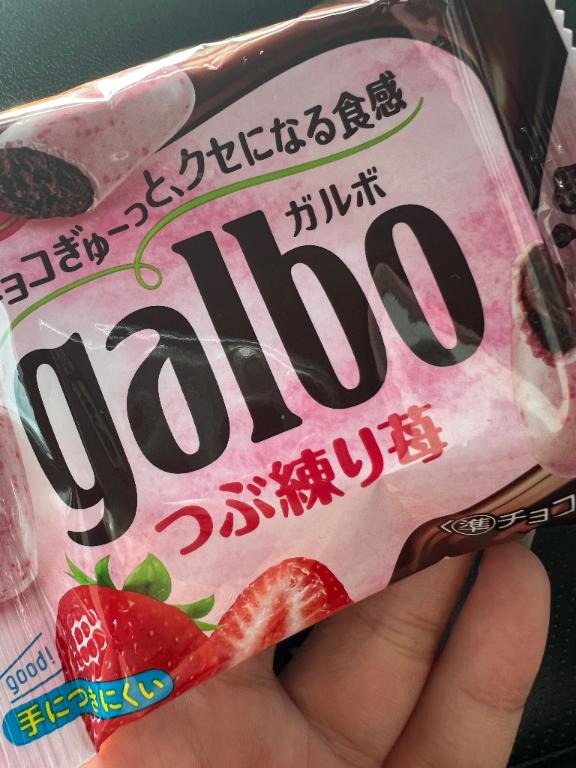 ョコぎゅーっと、クセになる食感
ガルボ
galbo
つぶ練り苺
準チョコ
good!
手につきにくい